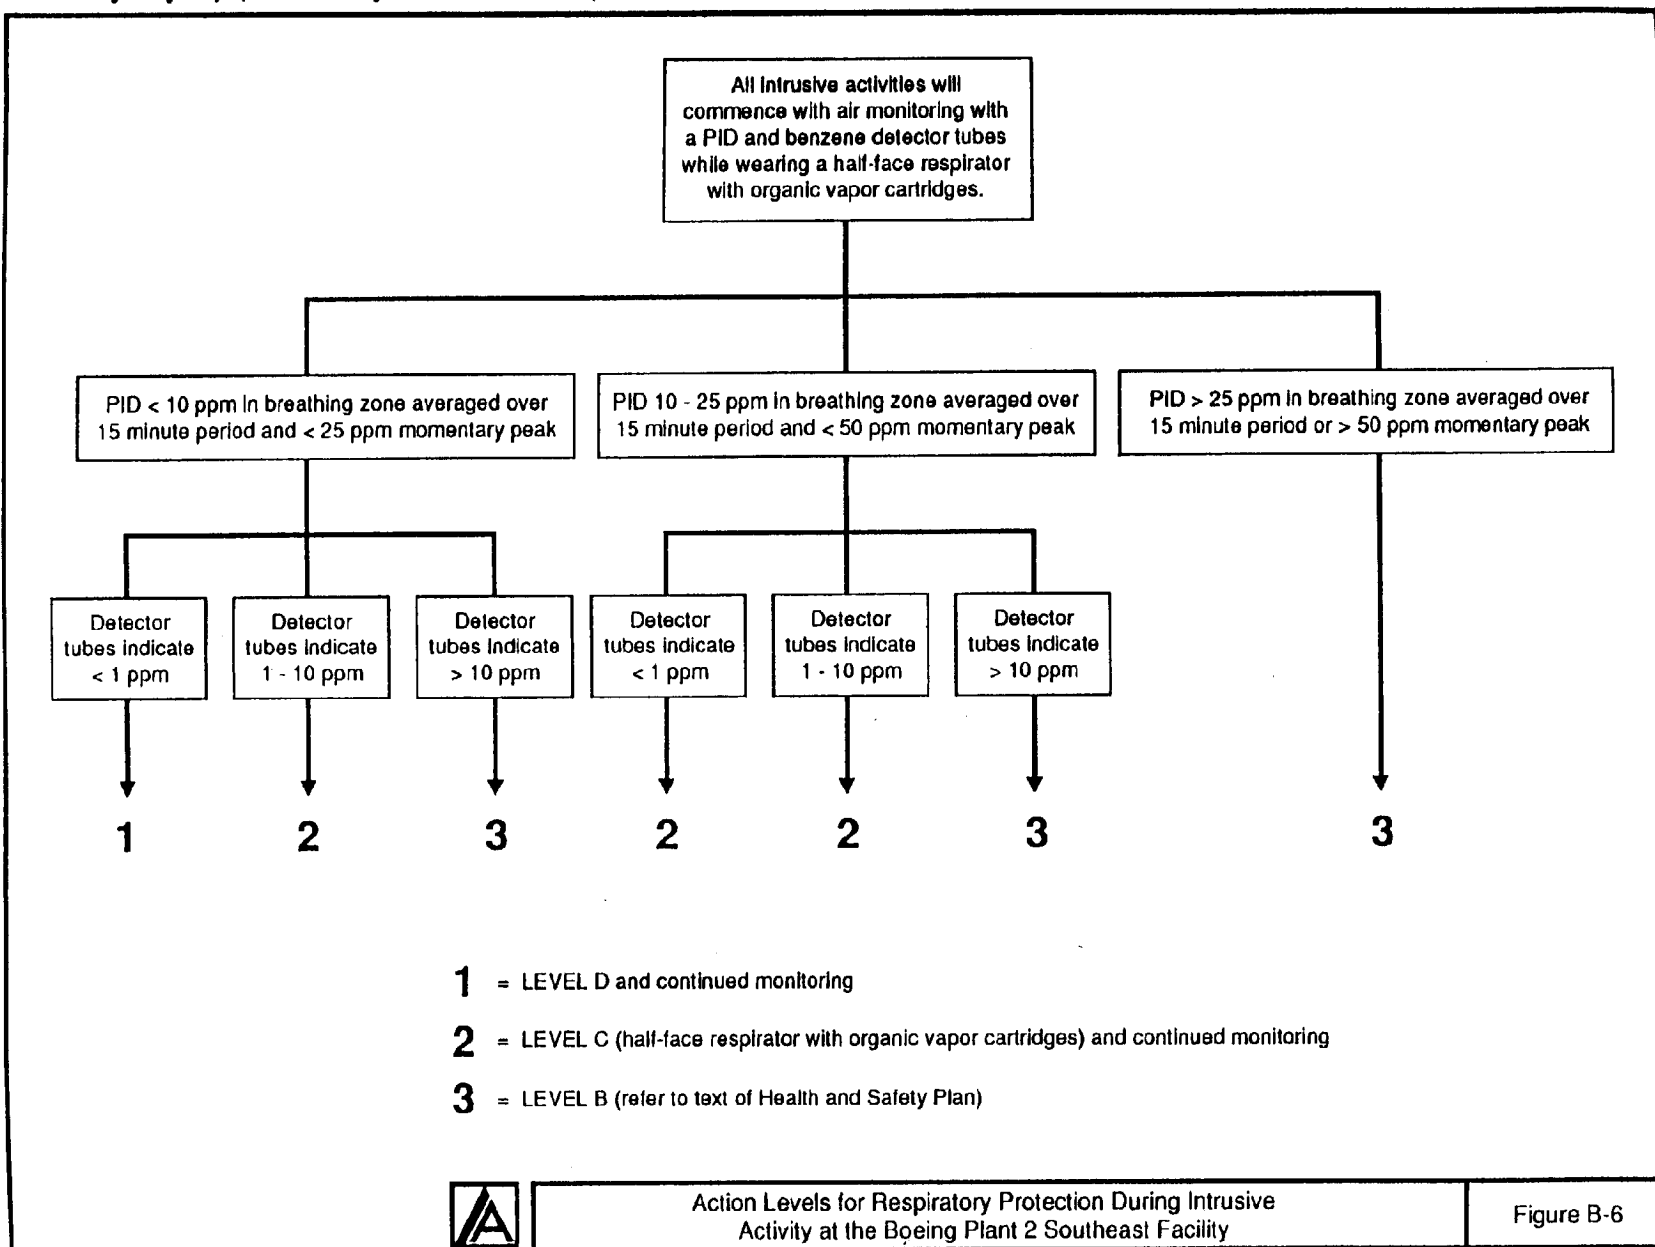 All intrusive activities will
commence with air monitoring with
a PID and benzene detector tubes
while wearing a half-face respirator
with organic vapor cartridges.
PID < 10 ppm in breathing zone averaged over
15 minute period and < 25 ppm momentary peak
PID 10 - 25 ppm in breathing zone averaged over
15 minute period and < 50 ppm momentary peak
PID > 25 ppm in breathing zone averaged over
15 minute period or > 50 ppm momentary peak
Detector
tubes indicate
< 1 ppm
Detector
tubes indicate
1 - 10 ppm
Detector
tubes indicate
> 10 ppm
Detector
tubes indicate
< 1 ppm
Detector
tubes indicate
1 - 10 ppm
Detector
tubes indicate
> 10 ppm
1 2 3 2 2 3 3
1 = LEVEL D and continued monitoring
2 = LEVEL C (half-face respirator with organic vapor cartridges) and continued monitoring
3 = LEVEL B (refer to text of Health and Safety Plan)
Action Levels for Respiratory Protection During Intrusive
Activity at the Boeing Plant 2 Southeast Facility
Figure B-6